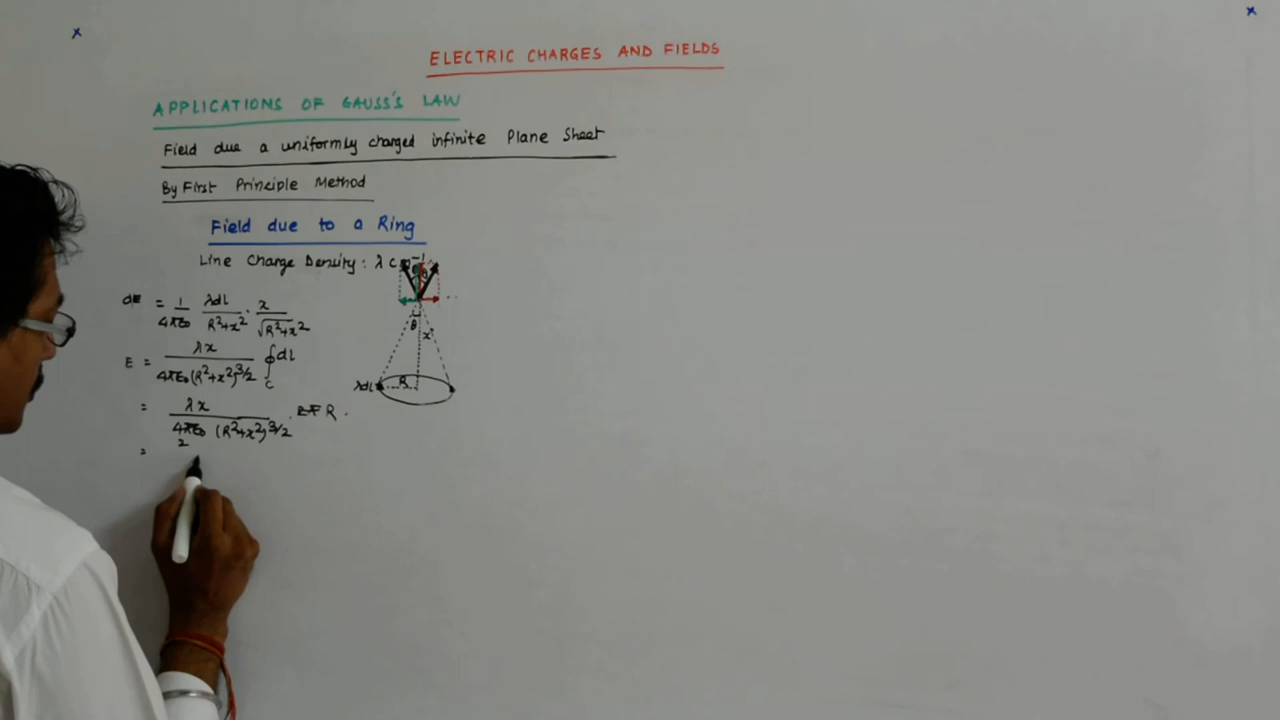 x
x
ELECTRIC CHARGES AND FIELDS
APPLICATIONS OF GAUSS'S LAW
Field due a uniformly charged infinite Plane Sheet
By First Principle Method
Field due to a Ring
Line Charge Density: λ C m⁻¹
dE = 1/4πε₀ λdl/R²+x² · x/√R²+x²
E = λx/4πε₀(R²+x²)^3/2 ∮dl
C
= λx/4πε₀ (R²+x²)^3/2 . 2πR .
2
=
θ
x
λdl
R